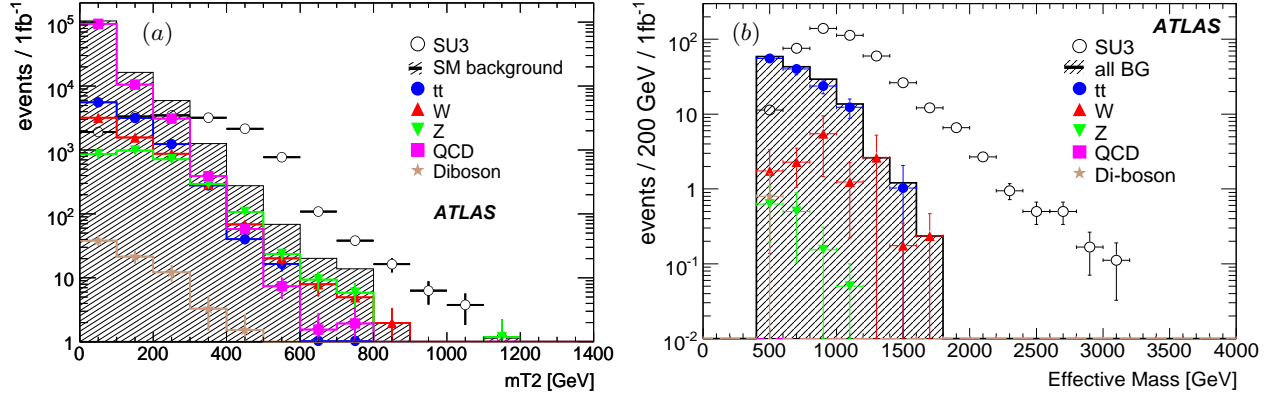 (a)
events / 1fb⁻¹
10⁵
10⁴
10³
10²
10
1
SU3
SM background
tt
W
Z
QCD
Diboson
ATLAS
0 200 400 600 800 1000 1200 1400
mT2 [GeV]
(b)
ATLAS
events / 200 GeV / 1fb⁻¹
10²
10
1
10⁻¹
10⁻²
SU3
all BG
tt
W
Z
QCD
Di-boson
0 500 1000 1500 2000 2500 3000 3500 4000
Effective Mass [GeV]